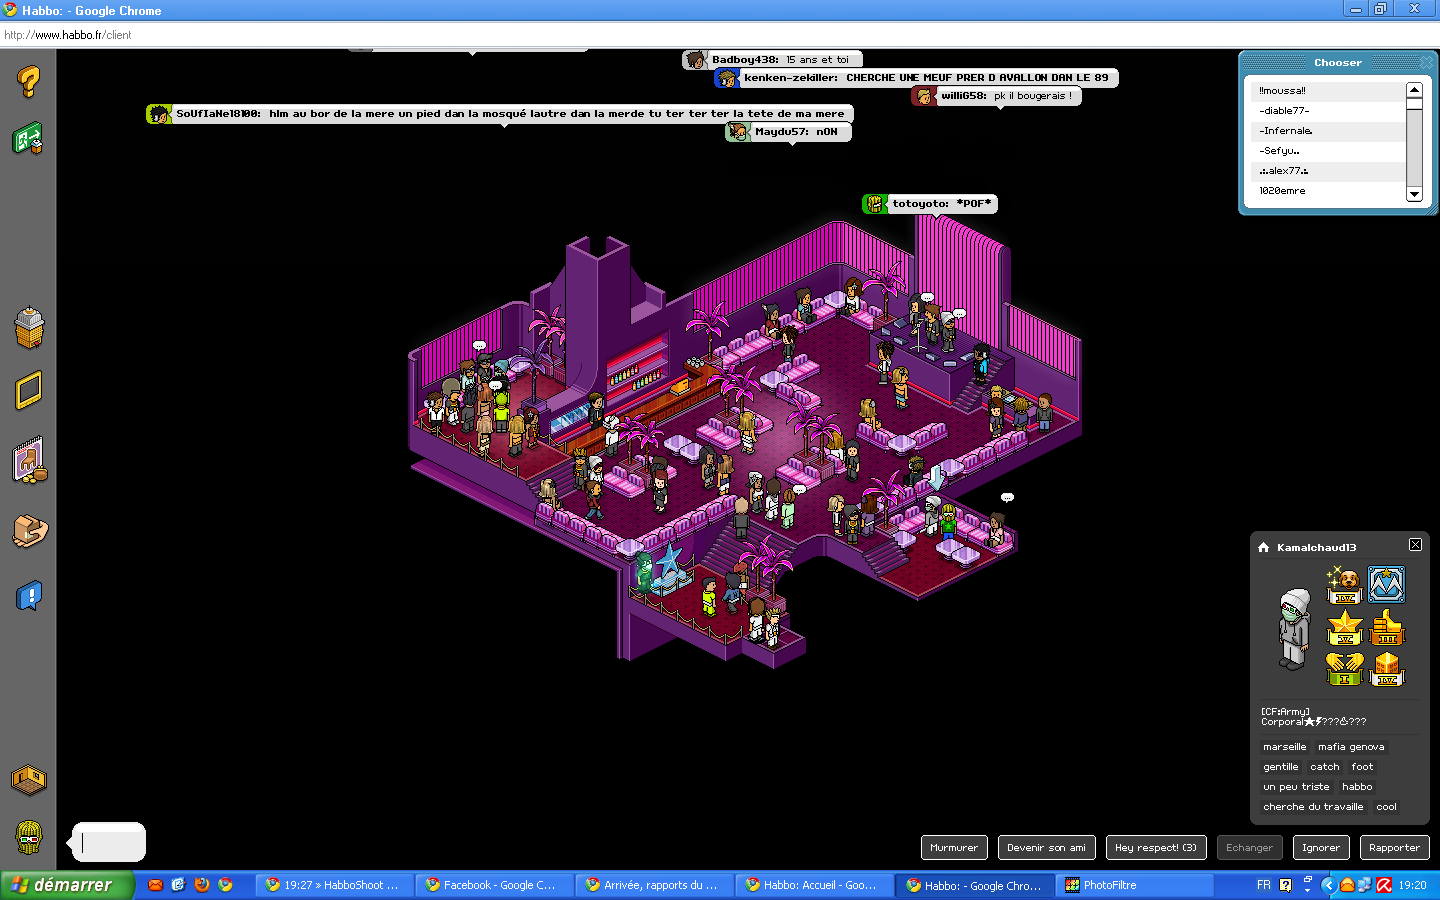 Habbo: - Google Chrome
http://www.habbo.fr/client
Badboy438: 15 ans et toi
kenken-zekiller: CHERCHE UNE MEUF PRER D AVALLON DAN LE 89
williG58: pk il bougerais !
SoUfIaNe18100: hlm au bor de la mere un pied dan la mosqué lautre dan la merde tu ter ter ter la tete de ma mere
Maydu57: nON
totoyoto: *POF*
Chooser
!!moussa!!
-diable77-
-Infernale.
-Sefyu..
.:.alex77.:.
1020emre
Kamalchaud13
[CF:Army]
Corporal★⚡???♨???
marseille mafia genova
gentille catch foot
un peu triste habbo
cherche du travaille cool
Murmurer Devenir son ami Hey respect! (3) Echanger Ignorer Rapporter
démarrer 19:27 » HabboShoot ... Facebook - Google C... Arrivée, rapports du ... Habbo: Accueil - Goo... Habbo: - Google Chro... PhotoFiltre FR 19:20